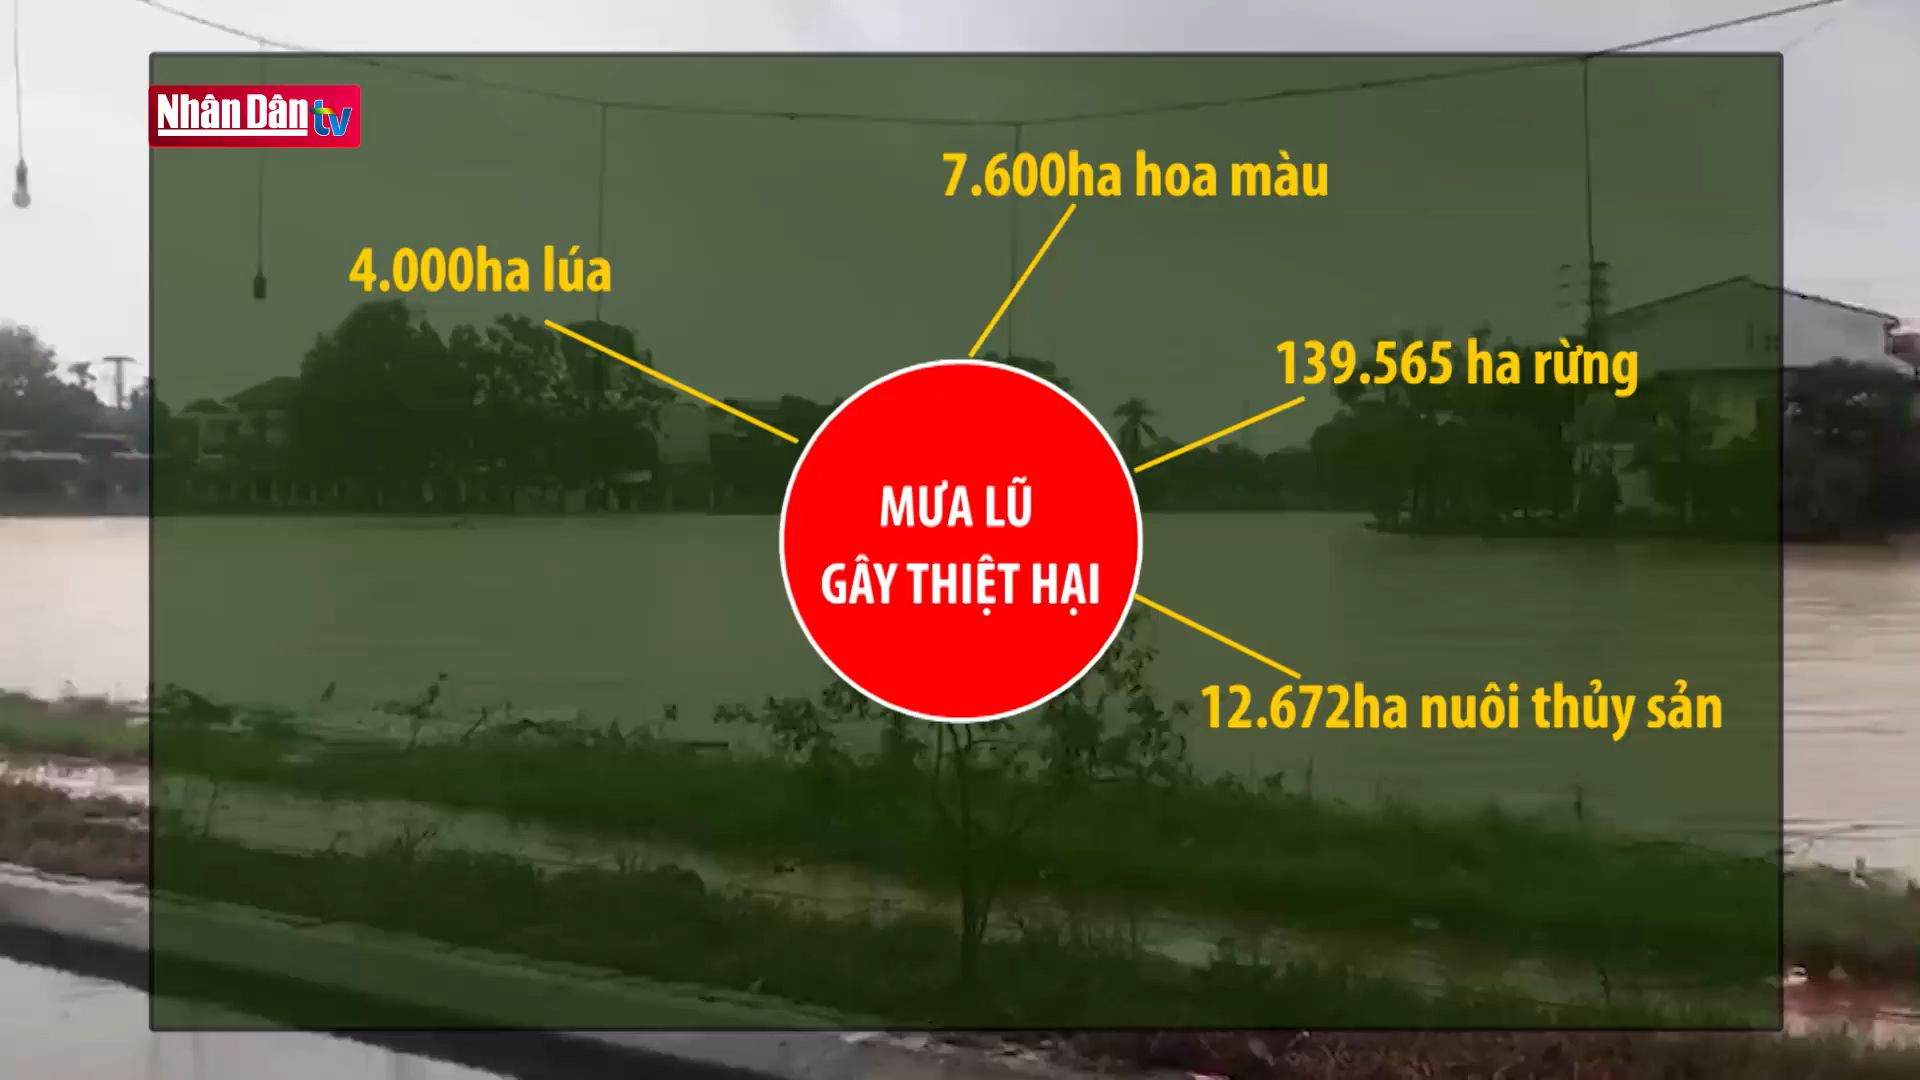 Nhân Dân tv
7.600ha hoa màu
4.000ha lúa
139.565 ha rừng
MƯA LŨ
GÂY THIỆT HẠI
12.672ha nuôi thủy sản